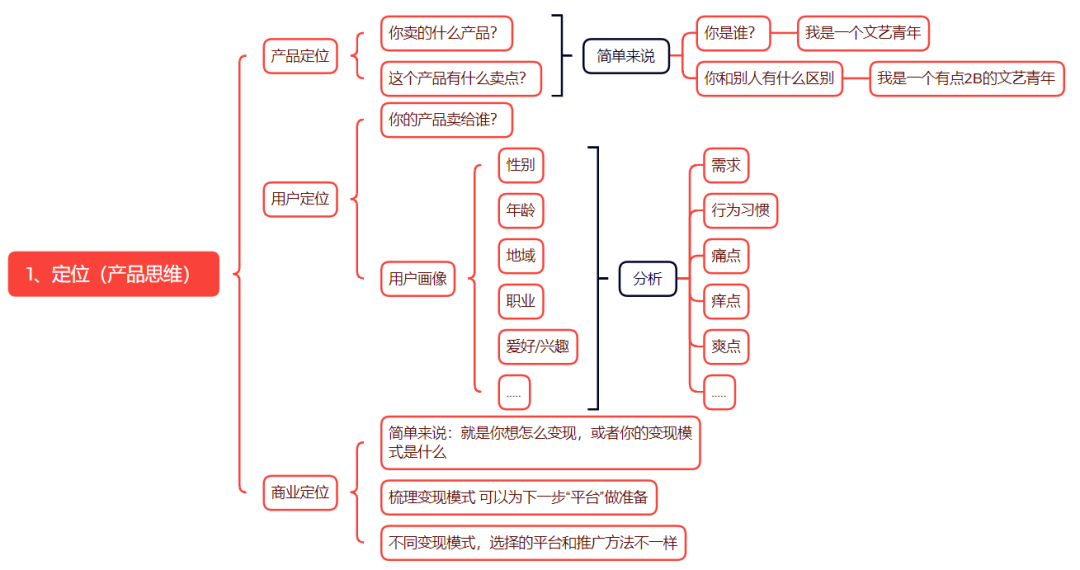 1、定位（产品思维）
产品定位
你卖的什么产品？
这个产品有什么卖点？
简单来说
你是谁？
我是一个文艺青年
你和别人有什么区别
我是一个有点2B的文艺青年
用户定位
你的产品卖给谁？
用户画像
性别
年龄
地域
职业
爱好/兴趣
.....
分析
需求
行为习惯
痛点
痒点
爽点
.....
商业定位
简单来说：就是你想怎么变现，或者你的变现模
式是什么
梳理变现模式 可以为下一步“平台”做准备
不同变现模式，选择的平台和推广方法不一样